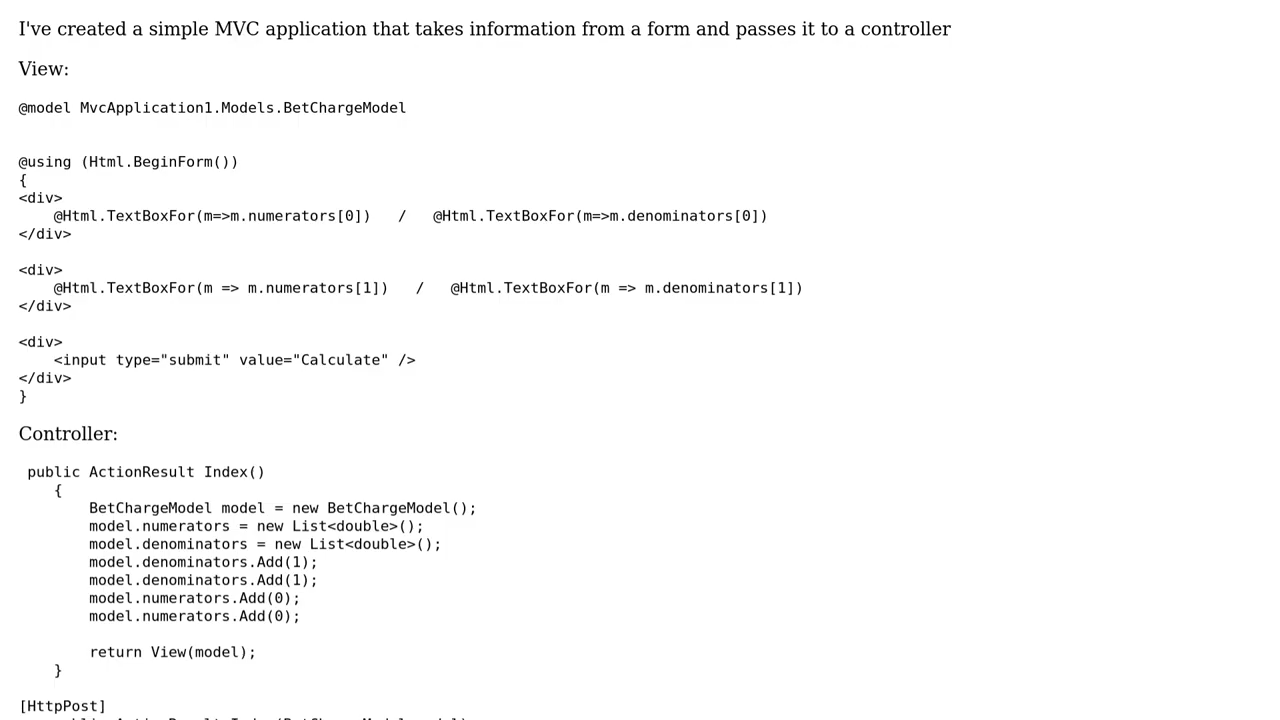 I've created a simple MVC application that takes information from a form and passes it to a controller
View:
@model MvcApplication1.Models.BetChargeModel
@using (Html.BeginForm())
{
<div>
    @Html.TextBoxFor(m=>m.numerators[0])   /   @Html.TextBoxFor(m=>m.denominators[0])
</div>
<div>
    @Html.TextBoxFor(m => m.numerators[1])   /   @Html.TextBoxFor(m => m.denominators[1])
</div>
<div>
    <input type="submit" value="Calculate" />
</div>
}
Controller:
 public ActionResult Index()
    {
        BetChargeModel model = new BetChargeModel();
        model.numerators = new List<double>();
        model.denominators = new List<double>();
        model.denominators.Add(1);
        model.denominators.Add(1);
        model.numerators.Add(0);
        model.numerators.Add(0);
        return View(model);
    }
[HttpPost]